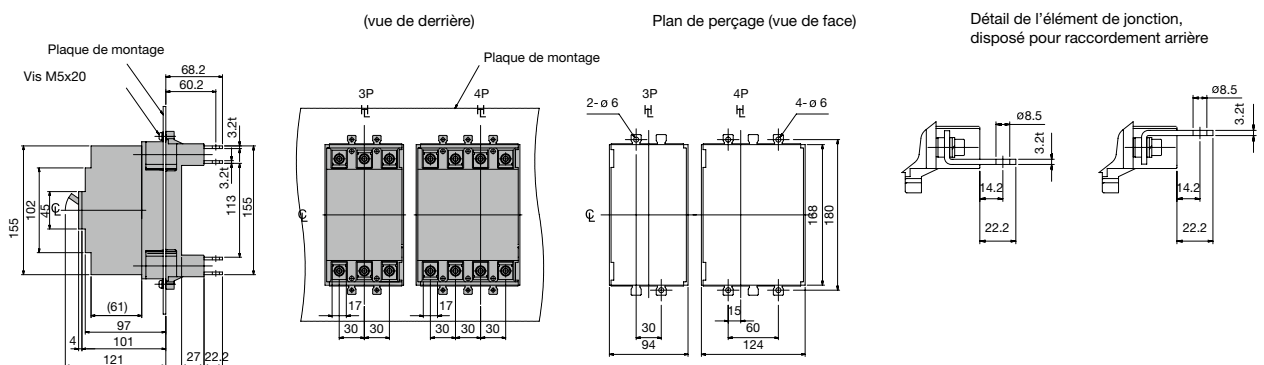 (vue de derrière)
Plan de perçage (vue de face)
Détail de l'élément de jonction,
disposé pour raccordement arrière
Plaque de montage
Vis M5x20
68.2
60.2
3.2t
3.2t
155
102
45
113
155
(61)
97
4
101
121
27
22.2
Plaque de montage
3P
4P
17
17
30
30
30
30
30
2- ø 6
3P
4P
4- ø 6
168
180
15
30
60
94
124
ø8.5
3.2t
14.2
22.2
ø8.5
3.2t
14.2
22.2